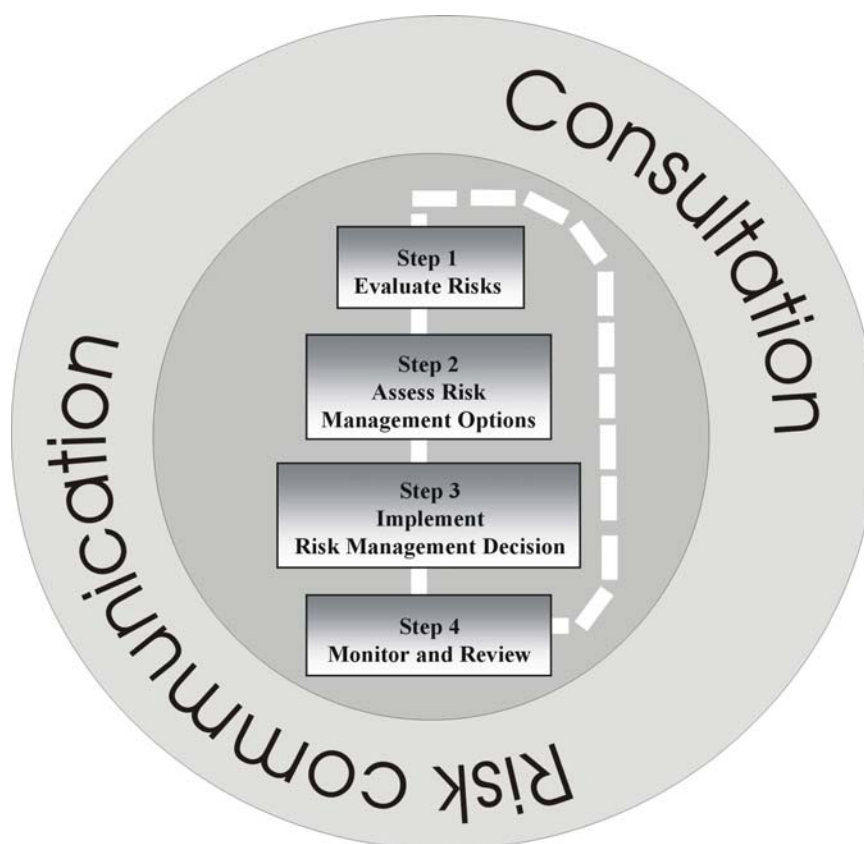 Consultation
Step 1
Evaluate Risks
Step 2
Assess Risk
Management Options
Step 3
Implement
Risk Management Decision
Step 4
Monitor and Review
Risk Communication